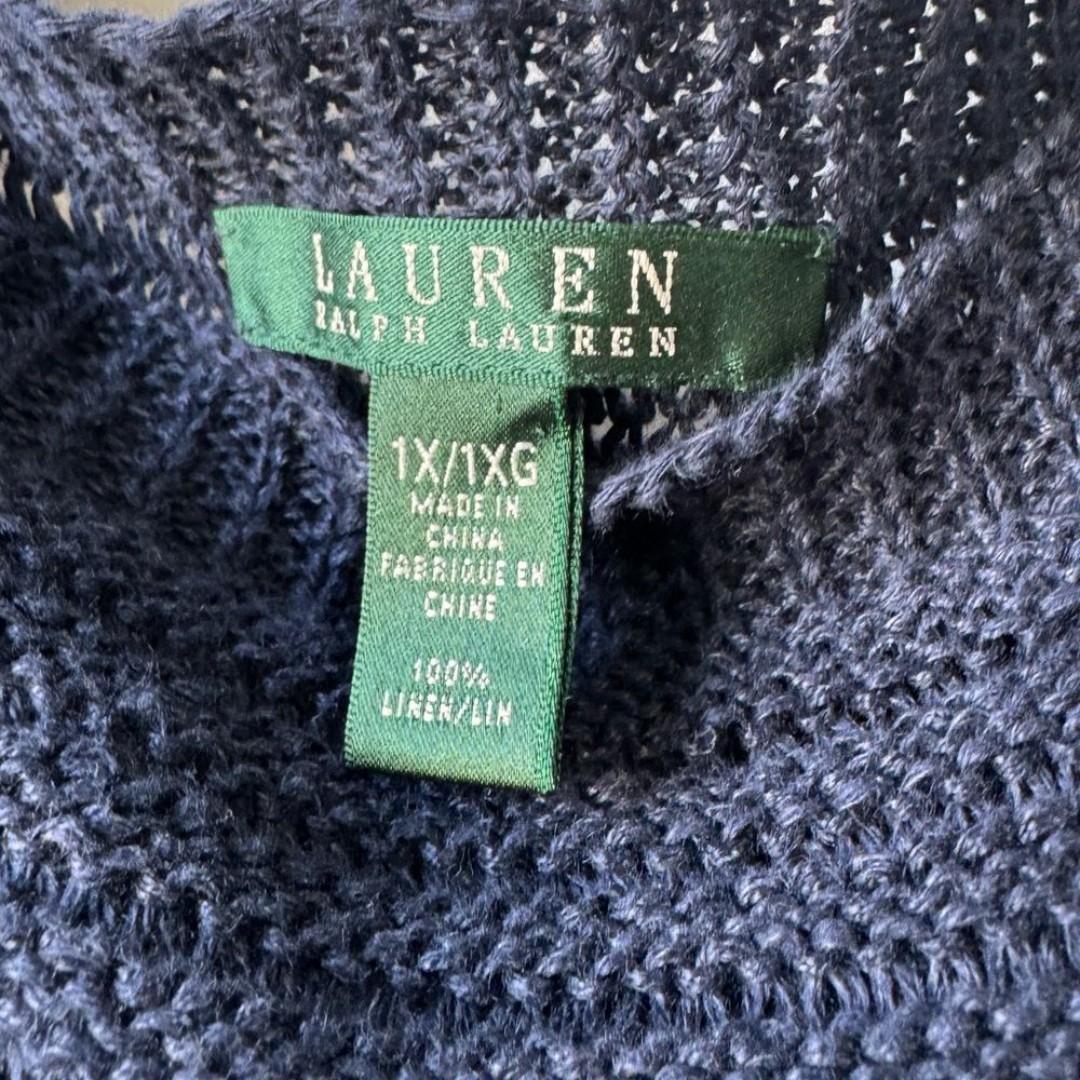 LAUREN
RALPH LAUREN
1X/1XG
MADE IN
CHINA
FABRIQUE EN
CHINE
100%
LINEN/LIN